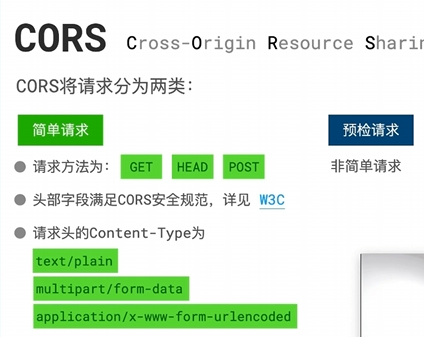 CORS Cross-Origin Resource Sharin
CORS将请求分为两类：
简单请求 预检请求
请求方法为： GET HEAD POST 非简单请求
头部字段满足CORS安全规范，详见 W3C
请求头的Content-Type为
text/plain
multipart/form-data
application/x-www-form-urlencoded